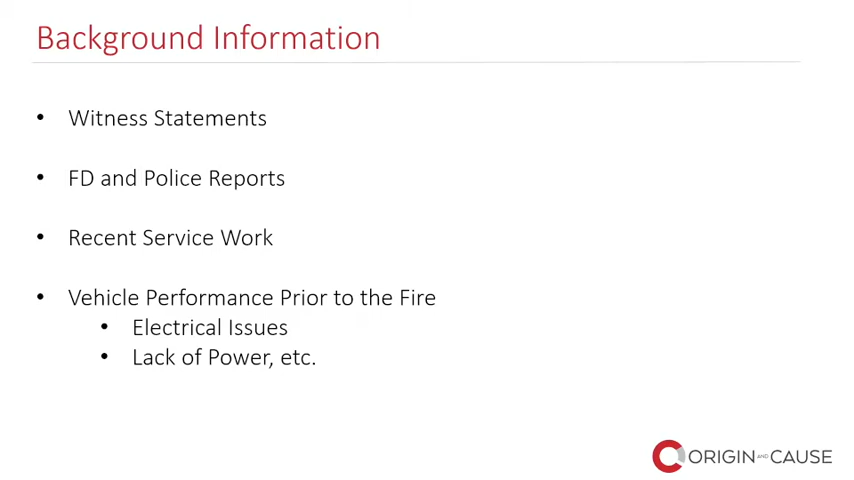 Background Information
• Witness Statements
• FD and Police Reports
• Recent Service Work
• Vehicle Performance Prior to the Fire
• Electrical Issues
• Lack of Power, etc.
ORIGIN AND CAUSE